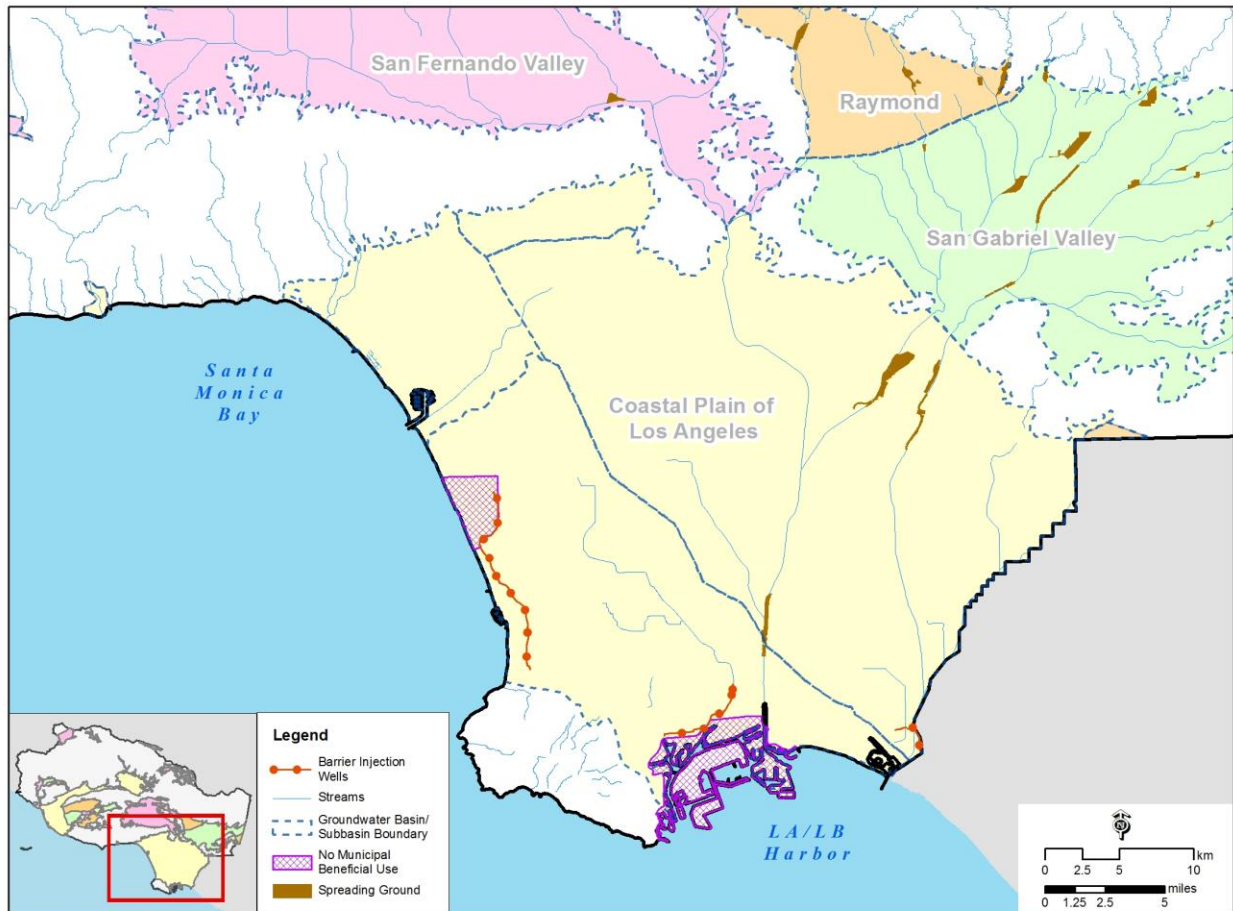 San Fernando Valley
Raymond
San Gabriel Valley
Santa
Monica
Bay
Coastal Plain of
Los Angeles
LA/LB
Harbor
Legend
Barrier Injection
Wells
Streams
Groundwater Basin/
Subbasin Boundary
No Municipal
Beneficial Use
Spreading Ground
N
km
0 2.5 5 10
miles
0 1.25 2.5 5